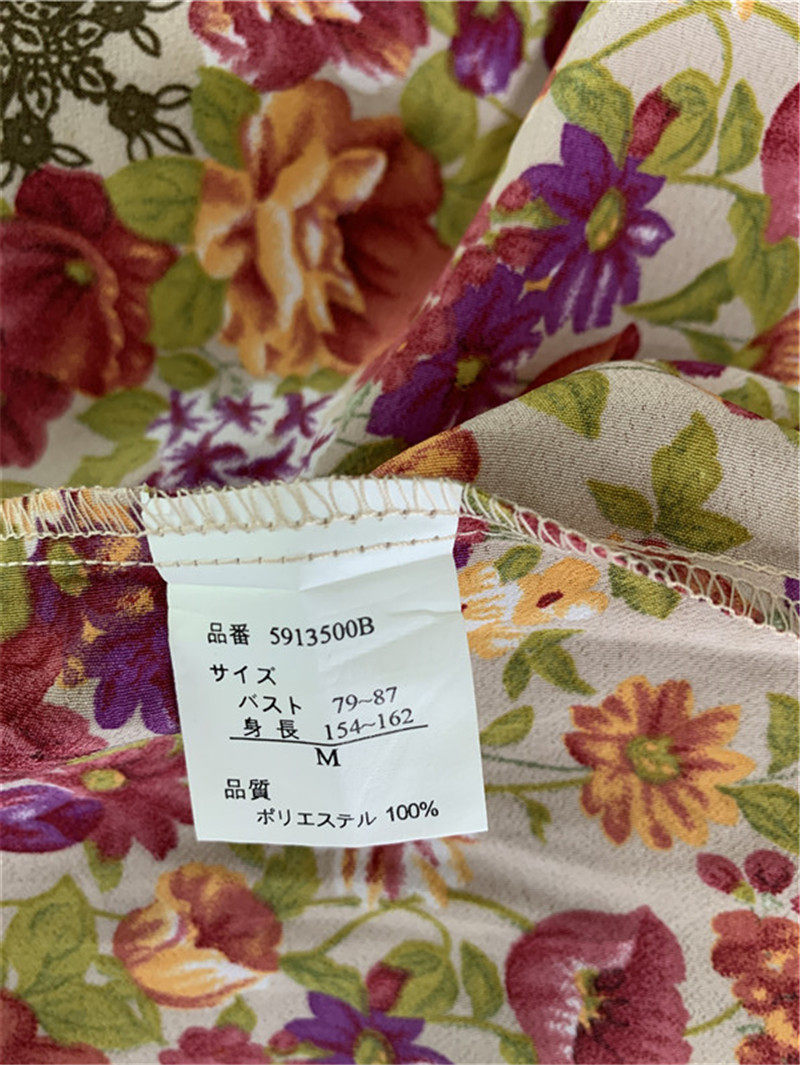 品番 5913500B
サイズ
バスト 79~87
身長 154~162
M
品質
ポリエステル 100%